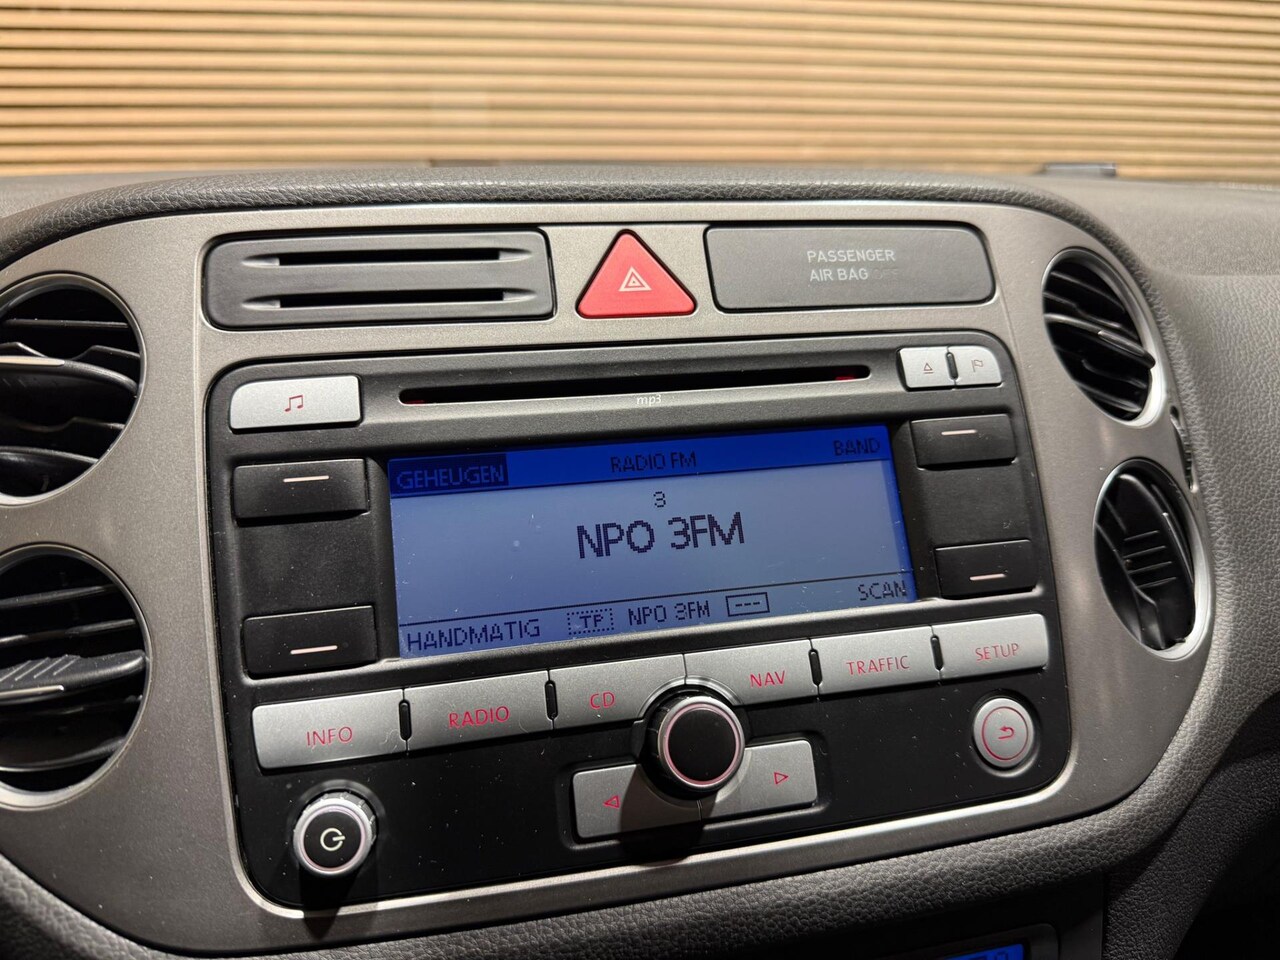 PASSENGER
AIR BAG OFF
mp3
GEHEUGEN RADIO FM BAND
3
NPO 3FM
HANDMATIG TP NPO 3FM --- SCAN
INFO RADIO CD NAV TRAFFIC SETUP